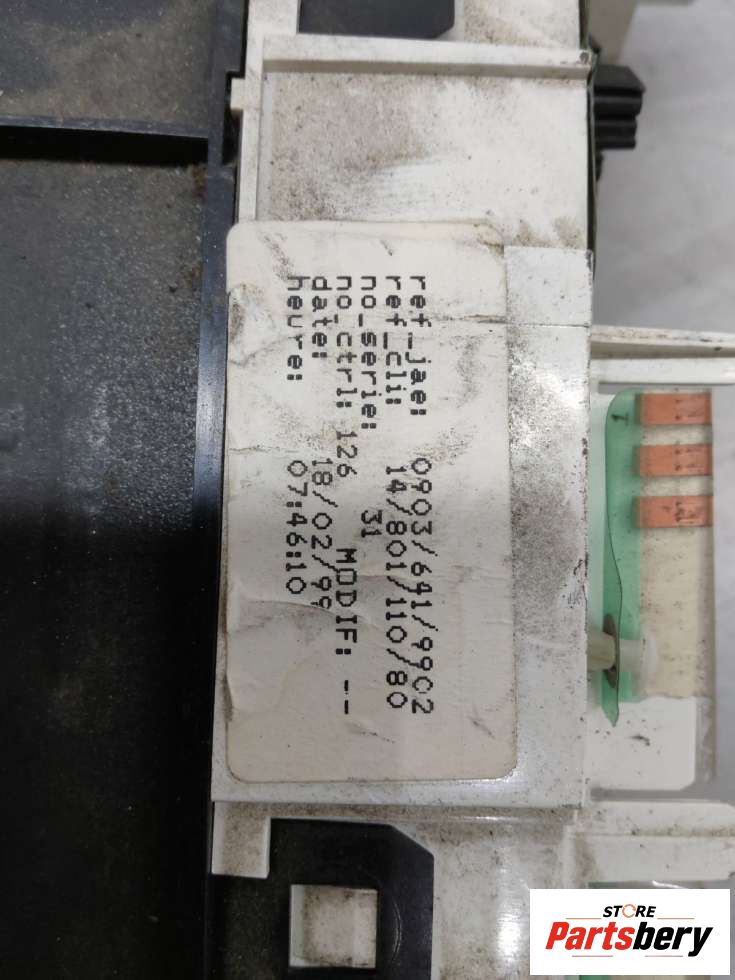 ref_jae: 0903/641/9902
ref_cli: 14/801/110/80
no_serie: 31
no_ctrl: 126 MODIF: --
date: 18/02/99
heure: 07:46:10
STORE
Partsbery